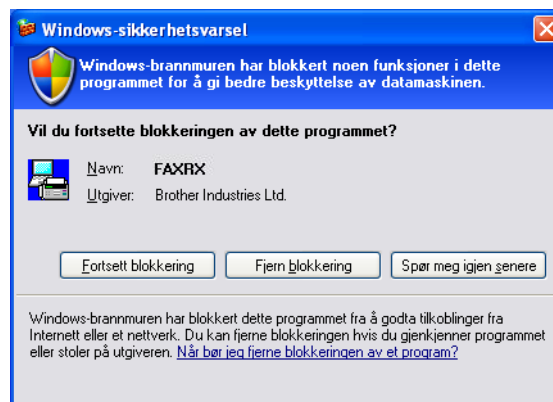 Windows-sikkerhetsvarsel
Windows-brannmuren har blokkert noen funksjoner i dette
programmet for å gi bedre beskyttelse av datamaskinen.
Vil du fortsette blokkeringen av dette programmet?
Navn: FAXRX
Utgiver: Brother Industries Ltd.
Fortsett blokkering Fjern blokkering Spør meg igjen senere
Windows-brannmuren har blokkert dette programmet fra å godta tilkoblinger fra
Internett eller et nettverk. Du kan fjerne blokkeringen hvis du gjenkjenner programmet
eller stoler på utgiveren. Når bør jeg fjerne blokkeringen av et program?